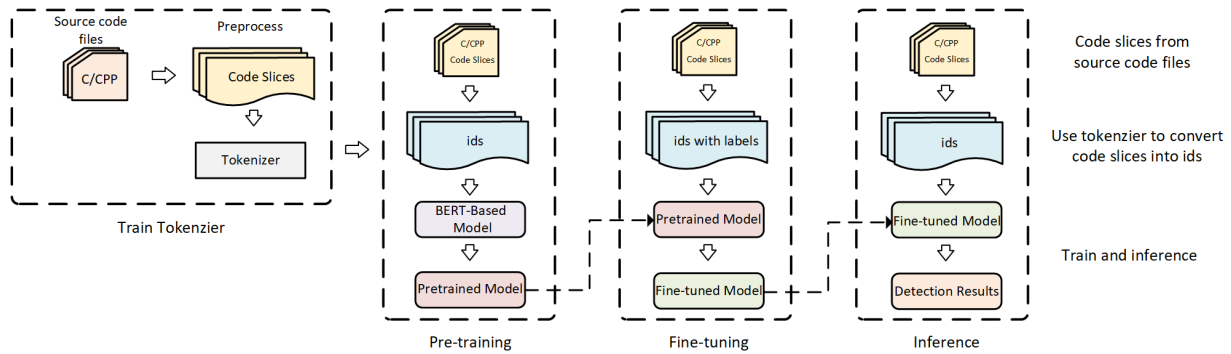 Source code
files
C/CPP
Preprocess
Code Slices
Tokenizer
Train Tokenzier
C/CPP
Code Slices
ids
BERT-Based
Model
Pretrained Model
Pre-training
C/CPP
Code Slices
ids with labels
Pretrained Model
Fine-tuned Model
Fine-tuning
C/CPP
Code Slices
ids
Fine-tuned Model
Detection Results
Inference
Code slices from
source code files
Use tokenzier to convert
code slices into ids
Train and inference